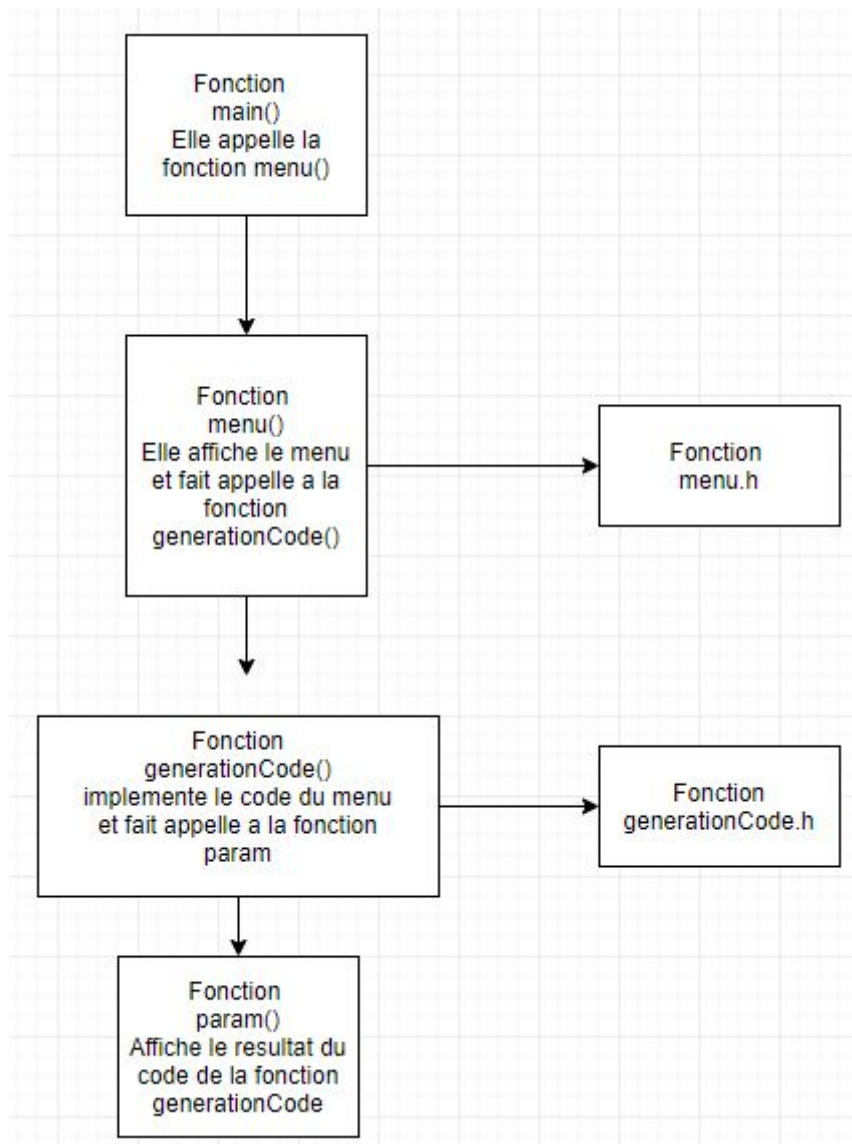 Fonction
main()
Elle appelle la
fonction menu()
Fonction
menu()
Elle affiche le menu
et fait appelle a la
fonction
generationCode()
Fonction
menu.h
Fonction
generationCode()
implemente le code du menu
et fait appelle a la fonction
param
Fonction
generationCode.h
Fonction
param()
Affiche le resultat du
code de la fonction
generationCode